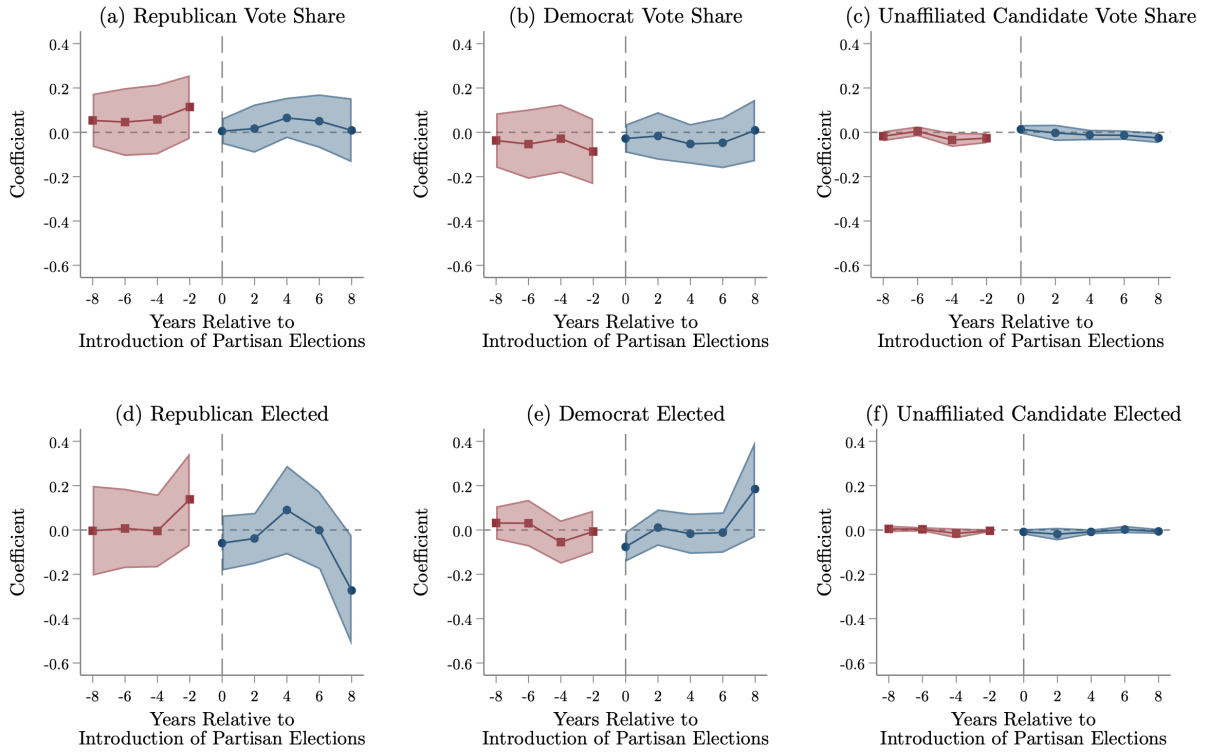 (a) Republican Vote Share
0.4
0.2
0.0
-0.2
-0.4
-0.6
Coefficient
-8 -6 -4 -2 0 2 4 6 8
Years Relative to
Introduction of Partisan Elections
(b) Democrat Vote Share
0.4
0.2
0.0
-0.2
-0.4
-0.6
Coefficient
-8 -6 -4 -2 0 2 4 6 8
Years Relative to
Introduction of Partisan Elections
(c) Unaffiliated Candidate Vote Share
0.4
0.2
0.0
-0.2
-0.4
-0.6
Coefficient
-8 -6 -4 -2 0 2 4 6 8
Years Relative to
Introduction of Partisan Elections
(d) Republican Elected
0.4
0.2
0.0
-0.2
-0.4
-0.6
Coefficient
-8 -6 -4 -2 0 2 4 6 8
Years Relative to
Introduction of Partisan Elections
(e) Democrat Elected
0.4
0.2
0.0
-0.2
-0.4
-0.6
Coefficient
-8 -6 -4 -2 0 2 4 6 8
Years Relative to
Introduction of Partisan Elections
(f) Unaffiliated Candidate Elected
0.4
0.2
0.0
-0.2
-0.4
-0.6
Coefficient
-8 -6 -4 -2 0 2 4 6 8
Years Relative to
Introduction of Partisan Elections